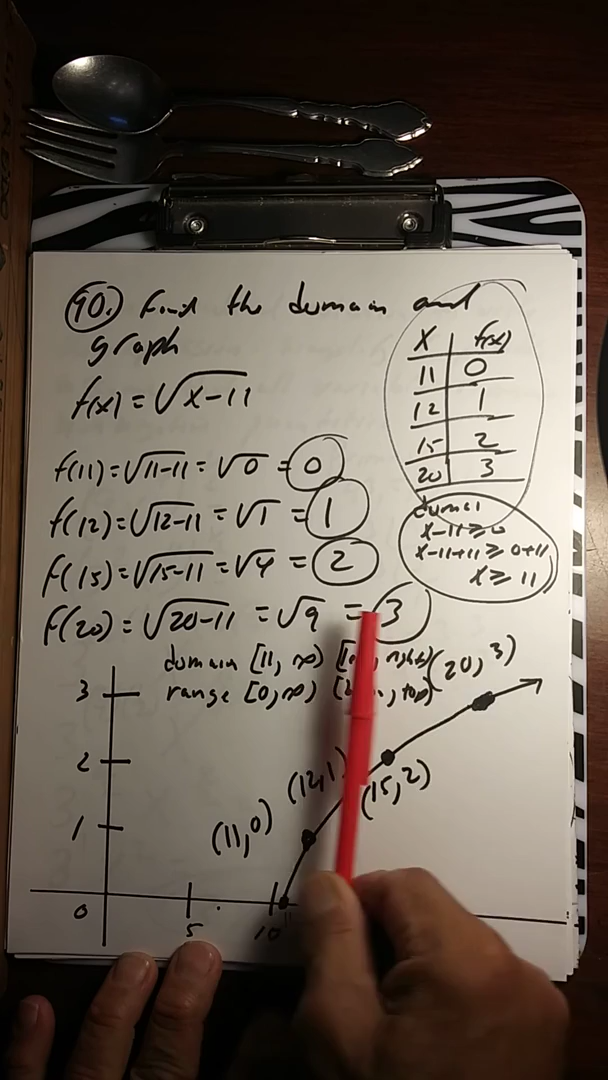 90. Find the domain and
graph
f(x) = √x-11
x f(x)
11 0
12 1
15 2
20 3
f(11) = √11-11 = √0 = 0
f(12) = √12-11 = √1 = 1
f(15) = √15-11 = √4 = 2
f(20) = √20-11 = √9 = 3
x-11 ≥ 0
x-11+11 ≥ 0+11
x ≥ 11
domain [11, ∞) right)
range [0, ∞) top)
(20, 3)
3
2
1
0
(12, 1)
(15, 2)
(11, 0)
5
10
11